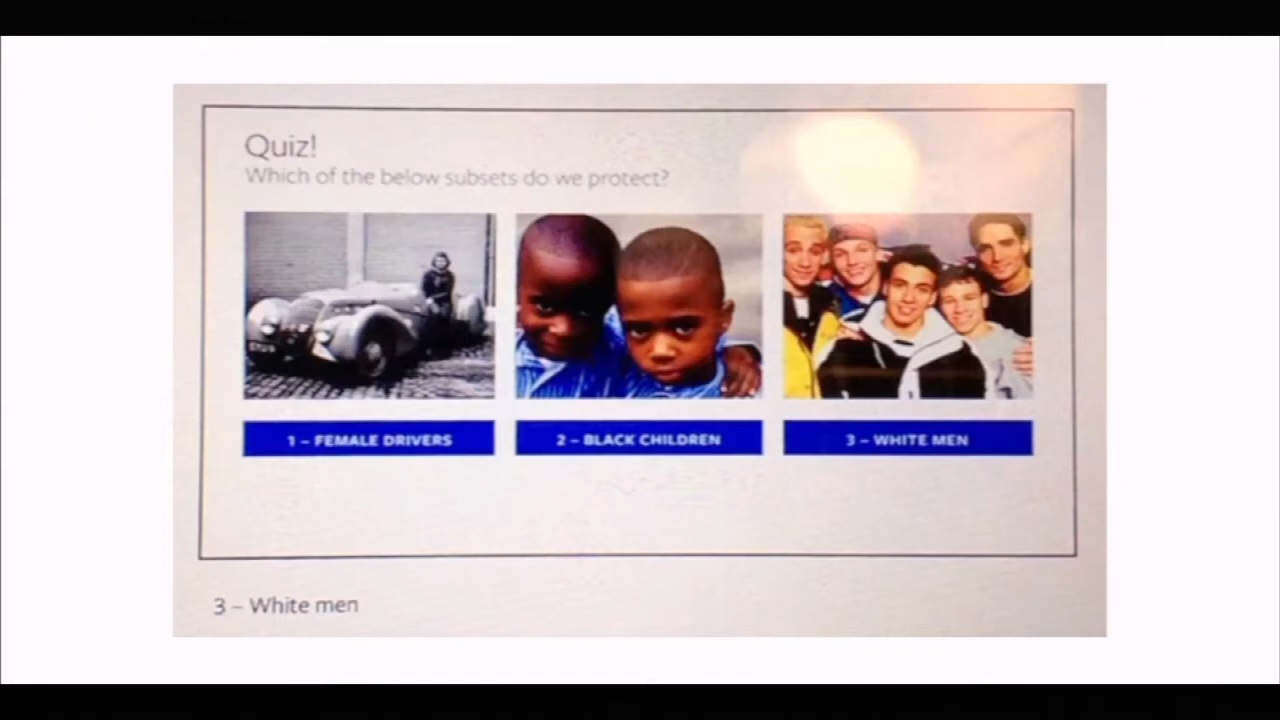 Quiz!
Which of the below subsets do we protect?
1 – FEMALE DRIVERS
2 – BLACK CHILDREN
3 – WHITE MEN
3 – White men